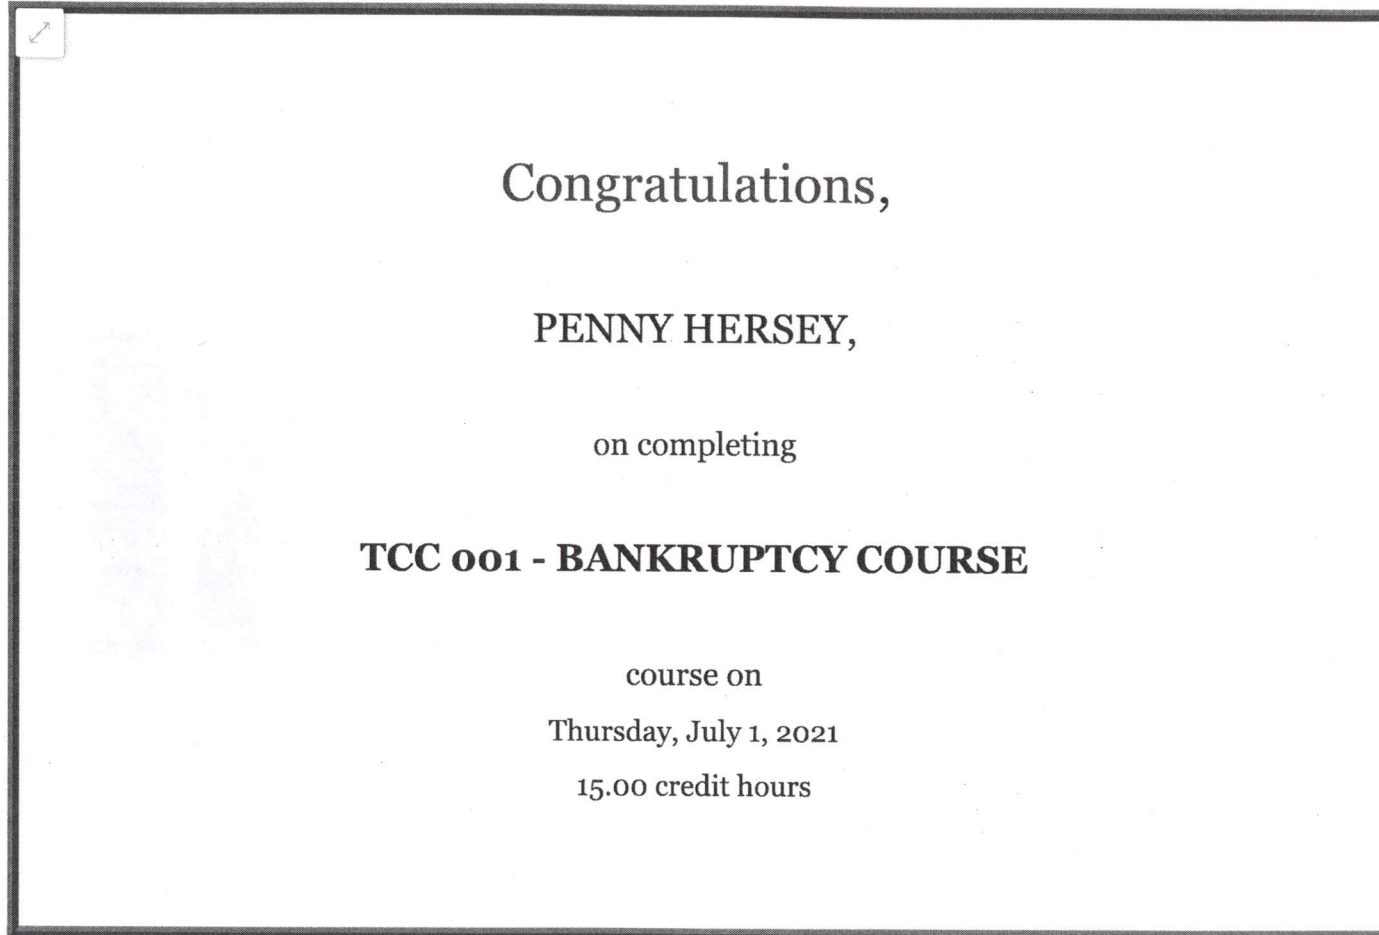 Congratulations,
PENNY HERSEY,
on completing
TCC 001 - BANKRUPTCY COURSE
course on
Thursday, July 1, 2021
15.00 credit hours